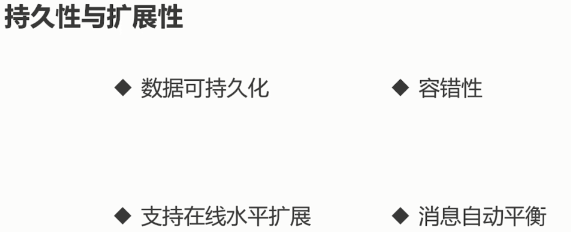 持久性与扩展性
◆ 数据可持久化
◆ 容错性
◆ 支持在线水平扩展
◆ 消息自动平衡